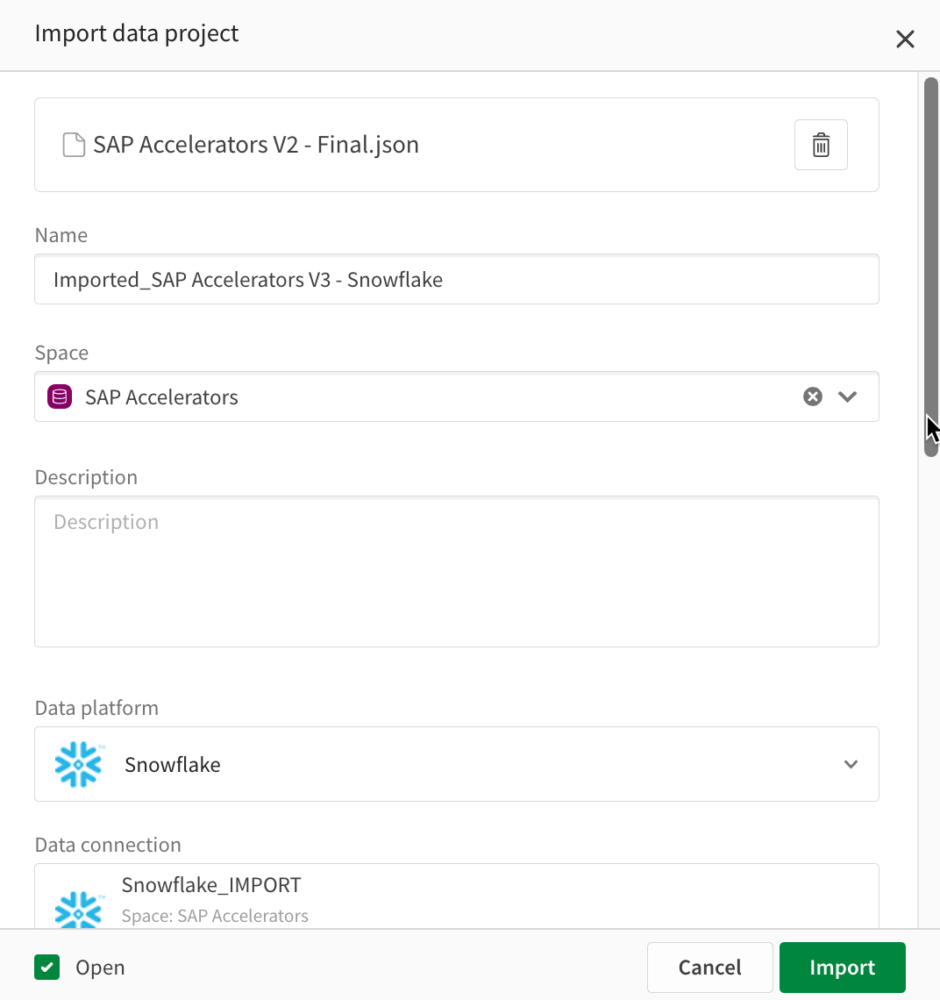 Import data project
SAP Accelerators V2 - Final.json
Name
Imported_SAP Accelerators V3 - Snowflake
Space
SAP Accelerators
Description
Description
Data platform
Snowflake
Data connection
Snowflake_IMPORT
Space: SAP Accelerators
Open
Cancel
Import